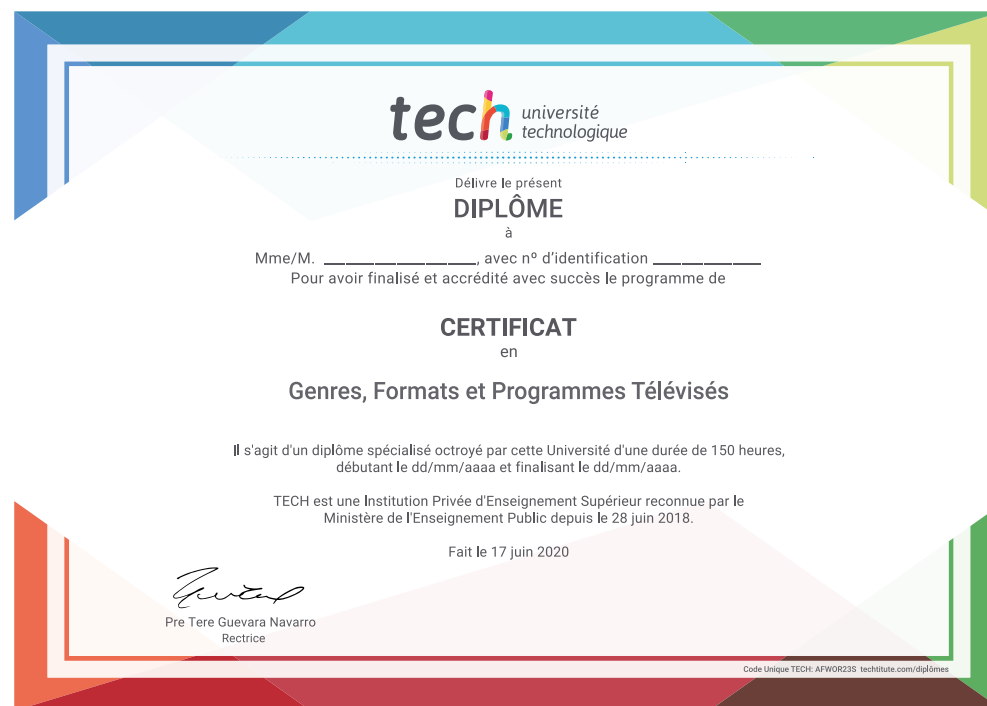 tech université
technologique
Délivre le présent
DIPLÔME
à
Mme/M. ____________________, avec nº d'identification ______________
Pour avoir finalisé et accrédité avec succès le programme de
CERTIFICAT
en
Genres, Formats et Programmes Télévisés
Il s'agit d'un diplôme spécialisé octroyé par cette Université d'une durée de 150 heures,
débutant le dd/mm/aaaa et finalisant le dd/mm/aaaa.
TECH est une Institution Privée d'Enseignement Supérieur reconnue par le
Ministère de l'Enseignement Public depuis le 28 juin 2018.
Fait le 17 juin 2020
Pre Tere Guevara Navarro
Rectrice
Code Unique TECH: AFWOR23S techtitute.com/diplômes